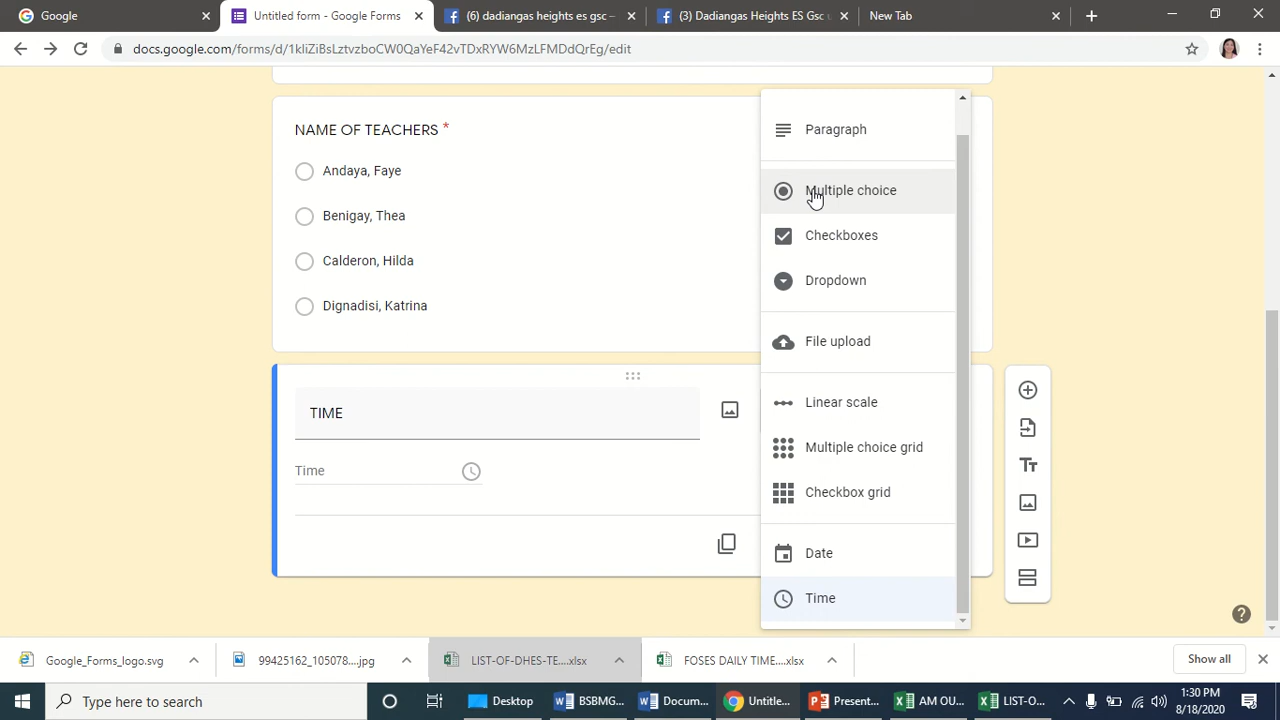 Google
Untitled form - Google Forms
(6) dadiangas heights es gsc –
(3) Dadiangas Heights ES Gsc
New Tab
docs.google.com/forms/d/1kliZiBsLztvzboCW0QaYeF42vTDxRYW6MzLFMDdQrEg/edit
NAME OF TEACHERS *
Andaya, Faye
Benigay, Thea
Calderon, Hilda
Dignadisi, Katrina
Paragraph
Multiple choice
Checkboxes
Dropdown
File upload
Linear scale
Multiple choice grid
Checkbox grid
Date
Time
TIME
Time
Google_Forms_logo.svg
99425162_105078....jpg
LIST-OF-DHES-TE....xlsx
FOSES DAILY TIME....xlsx
Show all
Type here to search
Desktop
BSBMG...
Docum...
Untitle...
Present...
AM OU...
LIST-O...
1:30 PM
8/18/2020